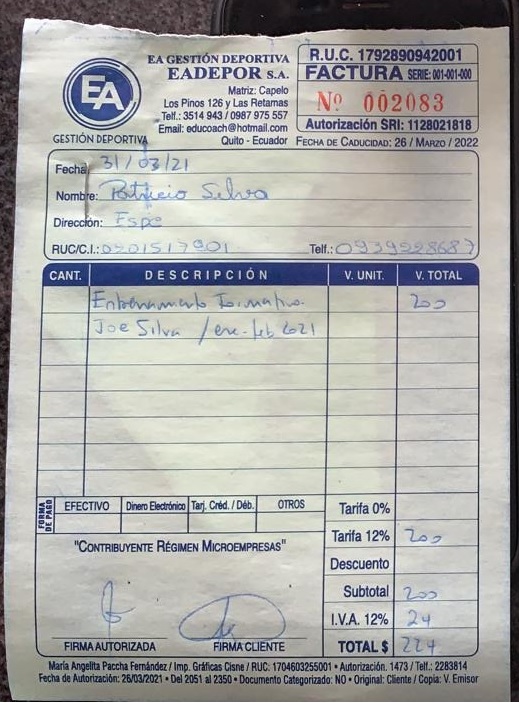 EA
GESTIÓN DEPORTIVA
EA GESTIÓN DEPORTIVA
EADEPOR S.A.
Matriz: Capelo
Los Pinos 126 y Las Retamas
Telf.: 3514 943 / 0987 975 557
Email: educoach@hotmail.com
Quito - Ecuador
R.U.C. 1792890942001
FACTURA SERIE: 001-001-000
Nº 002083
Autorización SRI: 1128021818
FECHA DE CADUCIDAD: 26 / MARZO / 2022
Fecha: 31/03/21
Nombre: Patricio Silva
Dirección: Espe
RUC/C.I.: 0201517901 Telf.: 0939928687
CANT. DESCRIPCIÓN V. UNIT. V. TOTAL
Entrenamiento Formativo. 200
Joe Silva / ene-feb 2021
FORMA DE PAGO
EFECTIVO Dinero Electrónico Tarj. Créd. / Déb. OTROS
Tarifa 0%
Tarifa 12% 200
"CONTRIBUYENTE RÉGIMEN MICROEMPRESAS"
Descuento
Subtotal 200
I.V.A. 12% 24
FIRMA AUTORIZADA FIRMA CLIENTE TOTAL $ 224
María Angelita Paccha Fernández / Imp. Gráficas Cisne / RUC: 1704603255001 • Autorización. 1473 / Telf.: 2283814
Fecha de Autorización: 26/03/2021 • Del 2051 al 2350 • Documento Categorizado: NO • Original: Cliente / Copia: V. Emisor